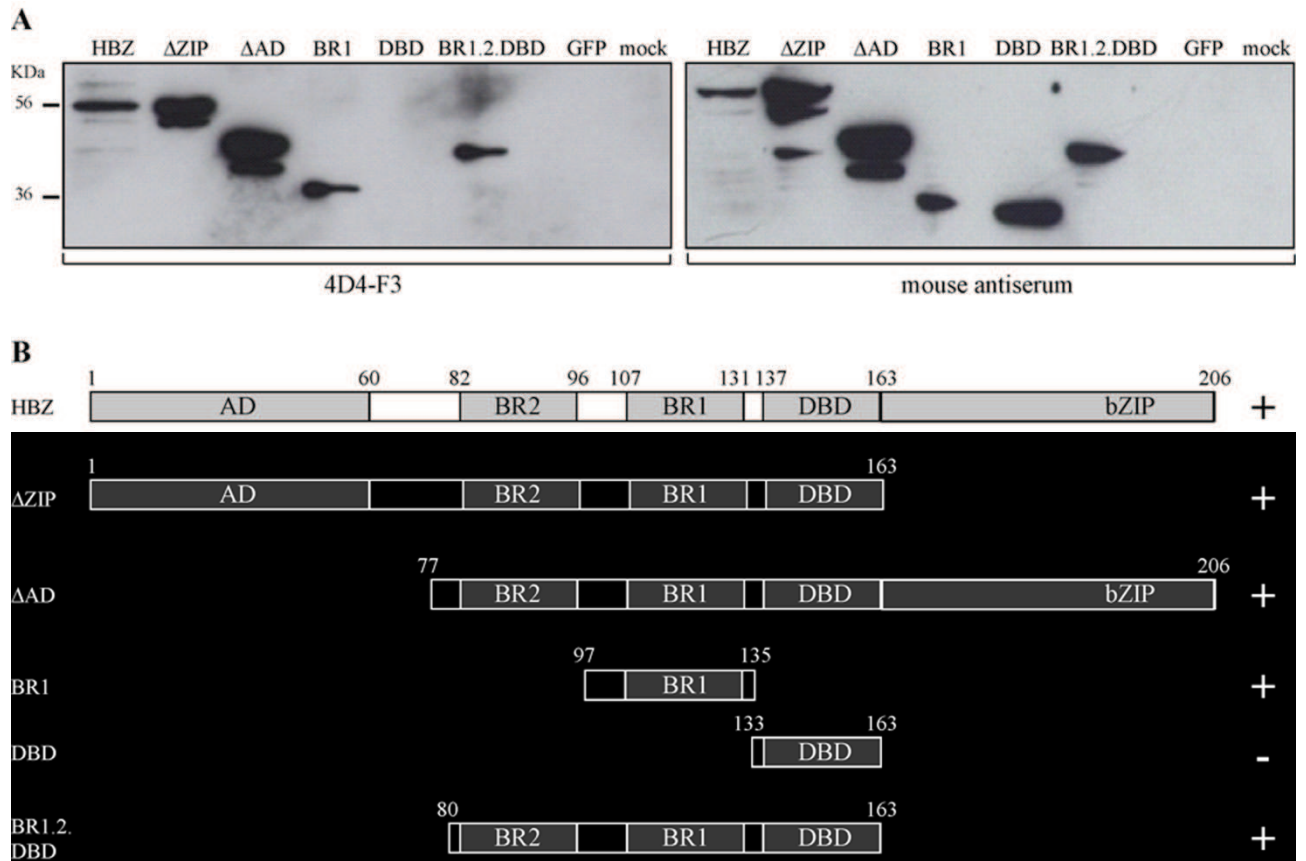 A
HBZ ΔZIP ΔAD BR1 DBD BR1.2.DBD GFP mock HBZ ΔZIP ΔAD BR1 DBD BR1.2.DBD GFP mock
KDa
56
36
4D4-F3 mouse antiserum
B
1 60 82 96 107 131 137 163 206
HBZ AD BR2 BR1 DBD bZIP +
1 163
ΔZIP AD BR2 BR1 DBD +
77 206
ΔAD BR2 BR1 DBD bZIP +
97 135
BR1 BR1 +
133 163
DBD DBD -
80 163
BR1.2.
DBD BR2 BR1 DBD +